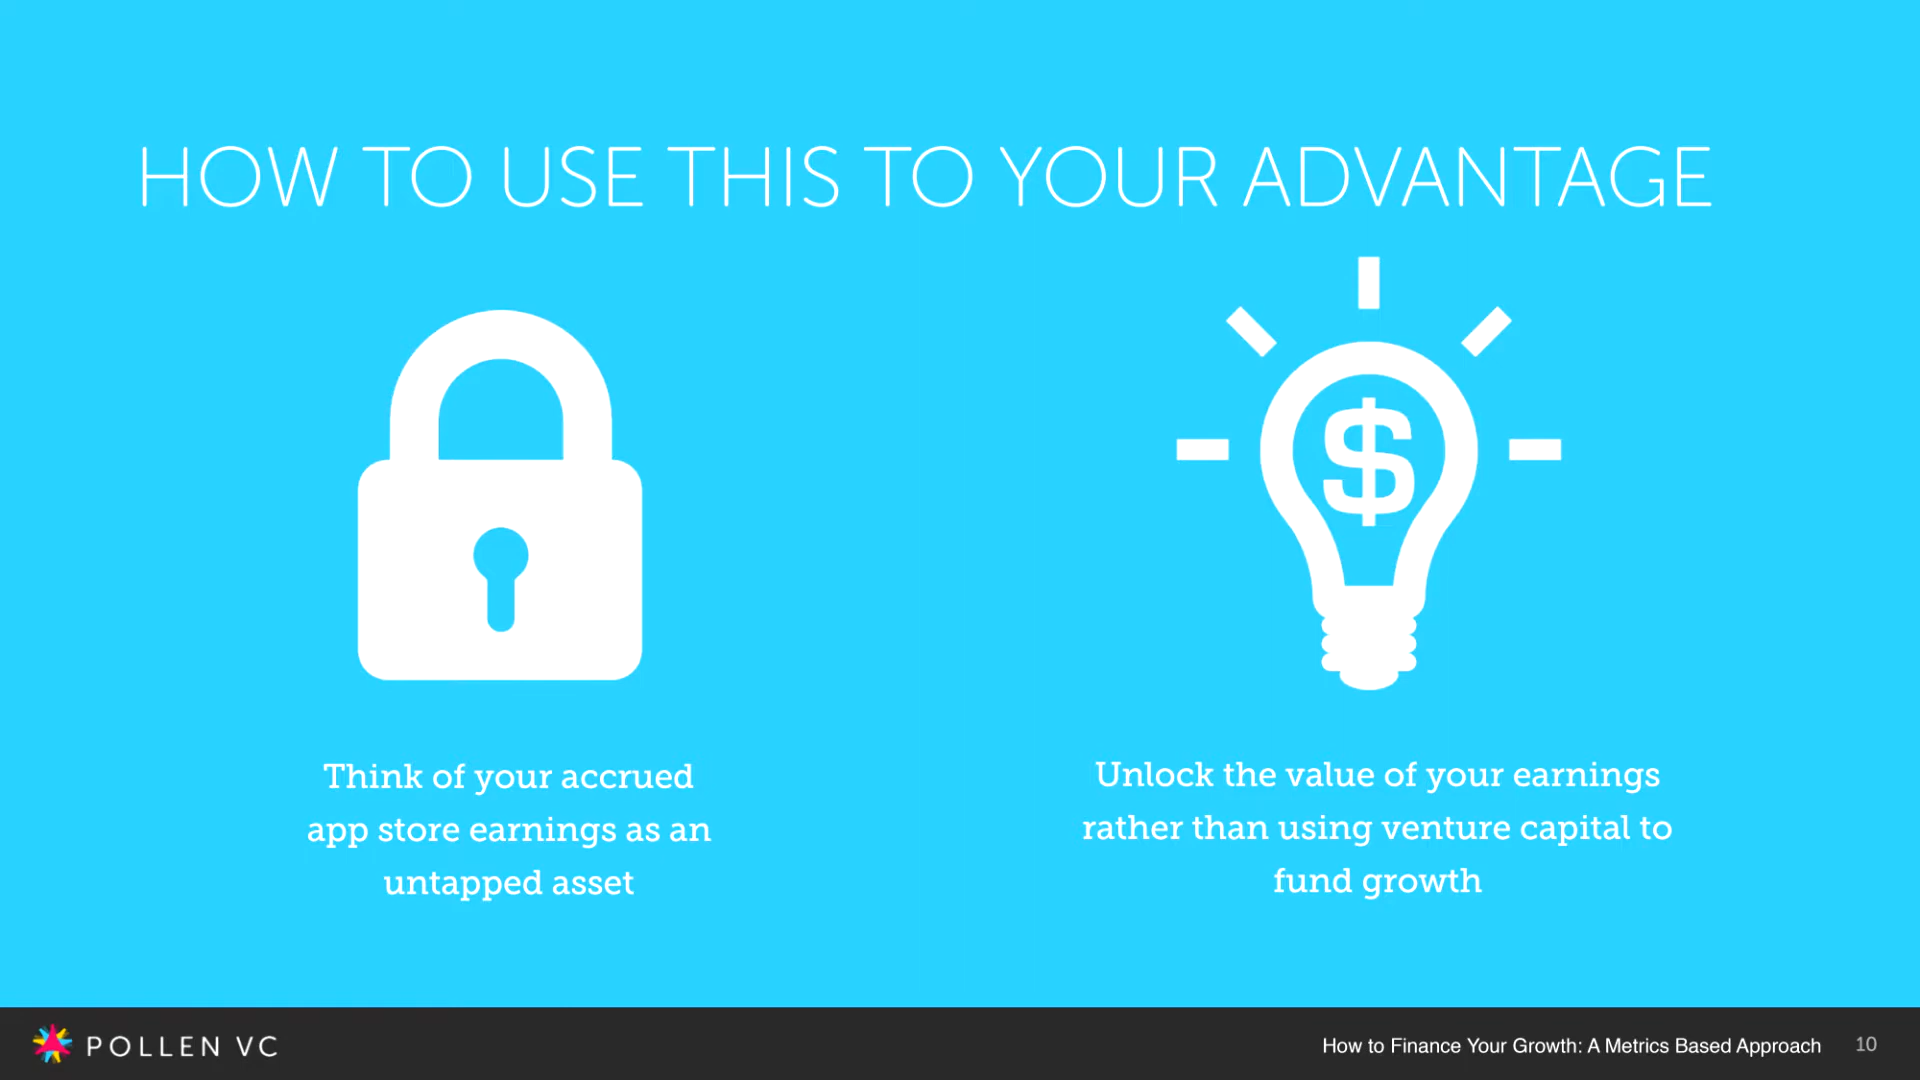 HOW TO USE THIS TO YOUR ADVANTAGE
$
Think of your accrued
app store earnings as an
untapped asset
Unlock the value of your earnings
rather than using venture capital to
fund growth
POLLEN VC
How to Finance Your Growth: A Metrics Based Approach
10